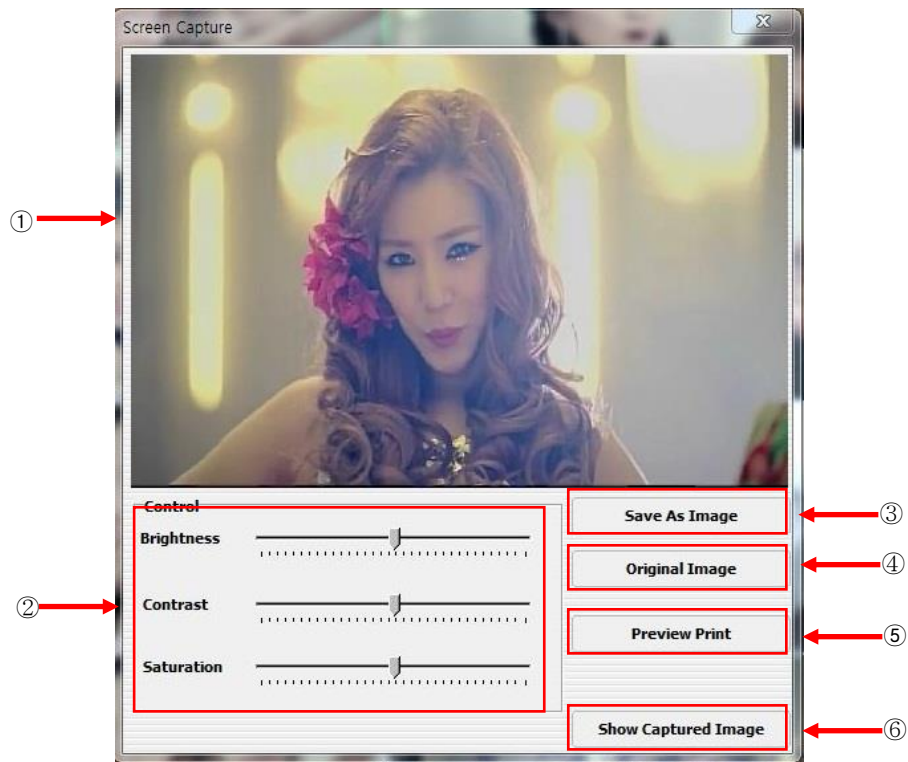 Screen Capture
①
Control
Brightness
Contrast
Saturation
②
Save As Image
③
Original Image
④
Preview Print
⑤
Show Captured Image
⑥